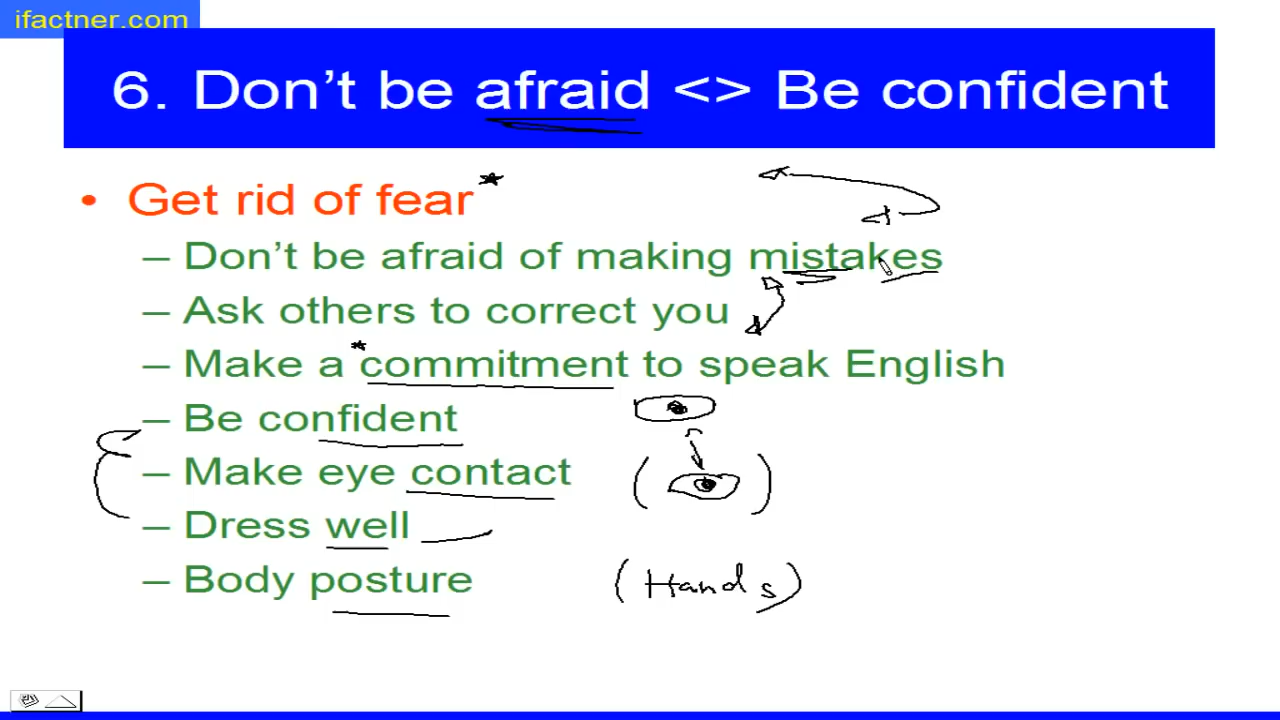 ifactner.com
6. Don't be afraid <> Be confident
• Get rid of fear*
– Don't be afraid of making mistakes
– Ask others to correct you
– Make a *commitment to speak English
– Be confident
– Make eye contact
– Dress well
– Body posture (Hands)